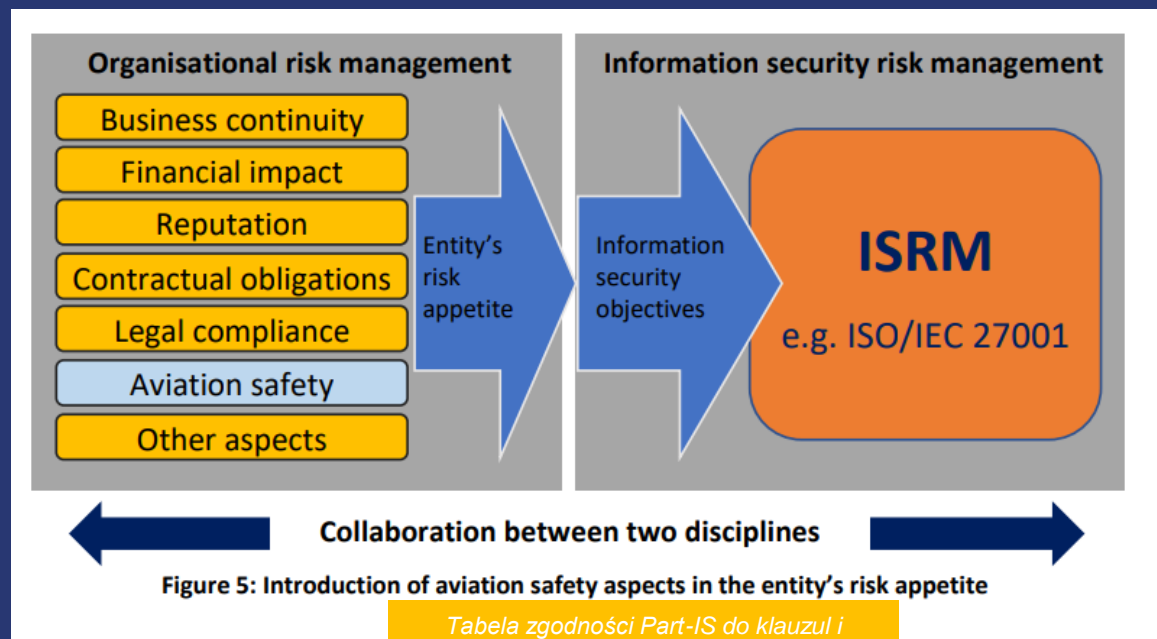 Organisational risk management
Business continuity
Financial impact
Reputation
Contractual obligations
Legal compliance
Aviation safety
Other aspects
Entity's
risk
appetite
Information security risk management
Information
security
objectives
ISRM
e.g. ISO/IEC 27001
Collaboration between two disciplines
Figure 5: Introduction of aviation safety aspects in the entity's risk appetite
Tabela zgodności Part-IS do klauzul i